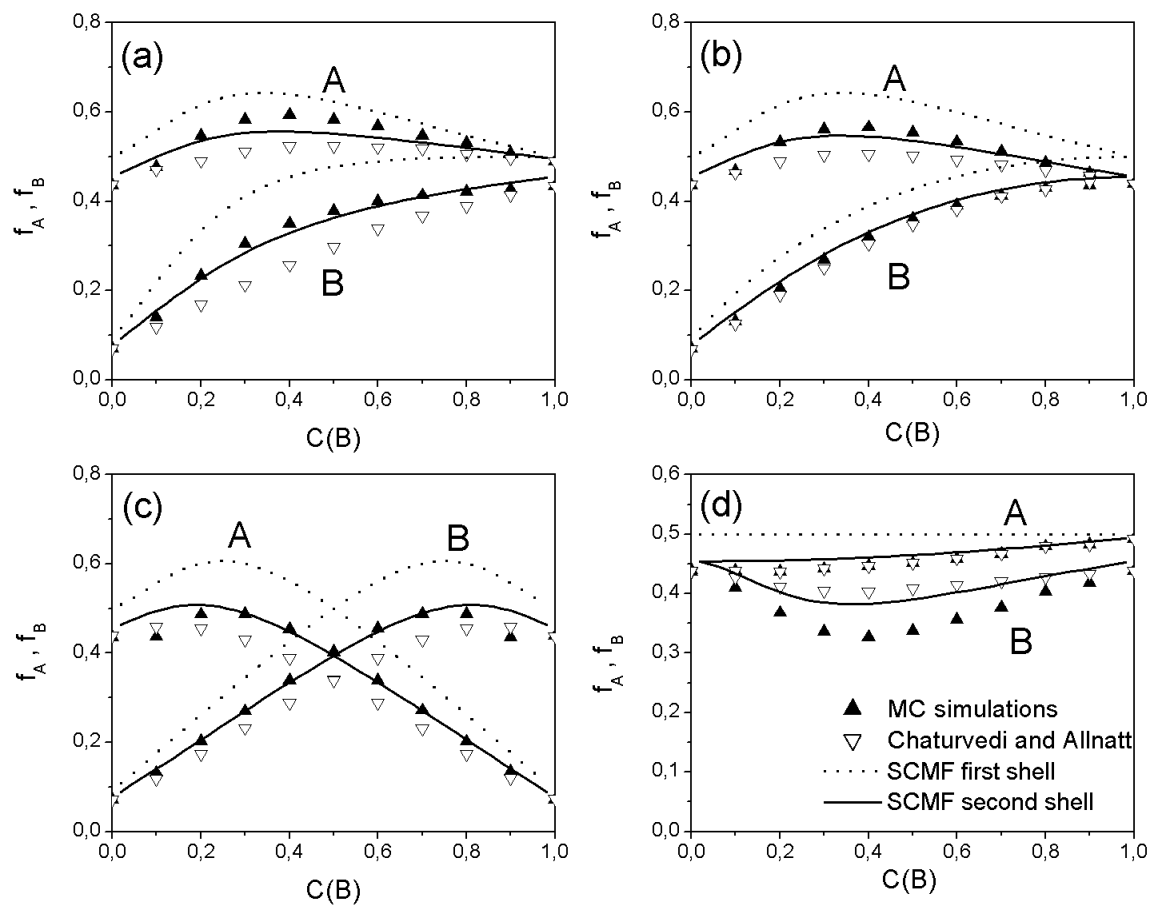 (a)
A
B
0,8
0,6
0,4
0,2
0,0
f_A , f_B
0,0 0,2 0,4 0,6 0,8 1,0
C(B)
(b)
A
B
0,8
0,6
0,4
0,2
0,0
f_A , f_B
0,0 0,2 0,4 0,6 0,8 1,0
C(B)
(c)
A B
0,8
0,6
0,4
0,2
0,0
f_A , f_B
0,0 0,2 0,4 0,6 0,8 1,0
C(B)
(d)
A
B
0,6
0,5
0,4
0,3
0,2
0,1
0,0
f_A , f_B
MC simulations
Chaturvedi and Allnatt
SCMF first shell
SCMF second shell
0,0 0,2 0,4 0,6 0,8 1,0
C(B)